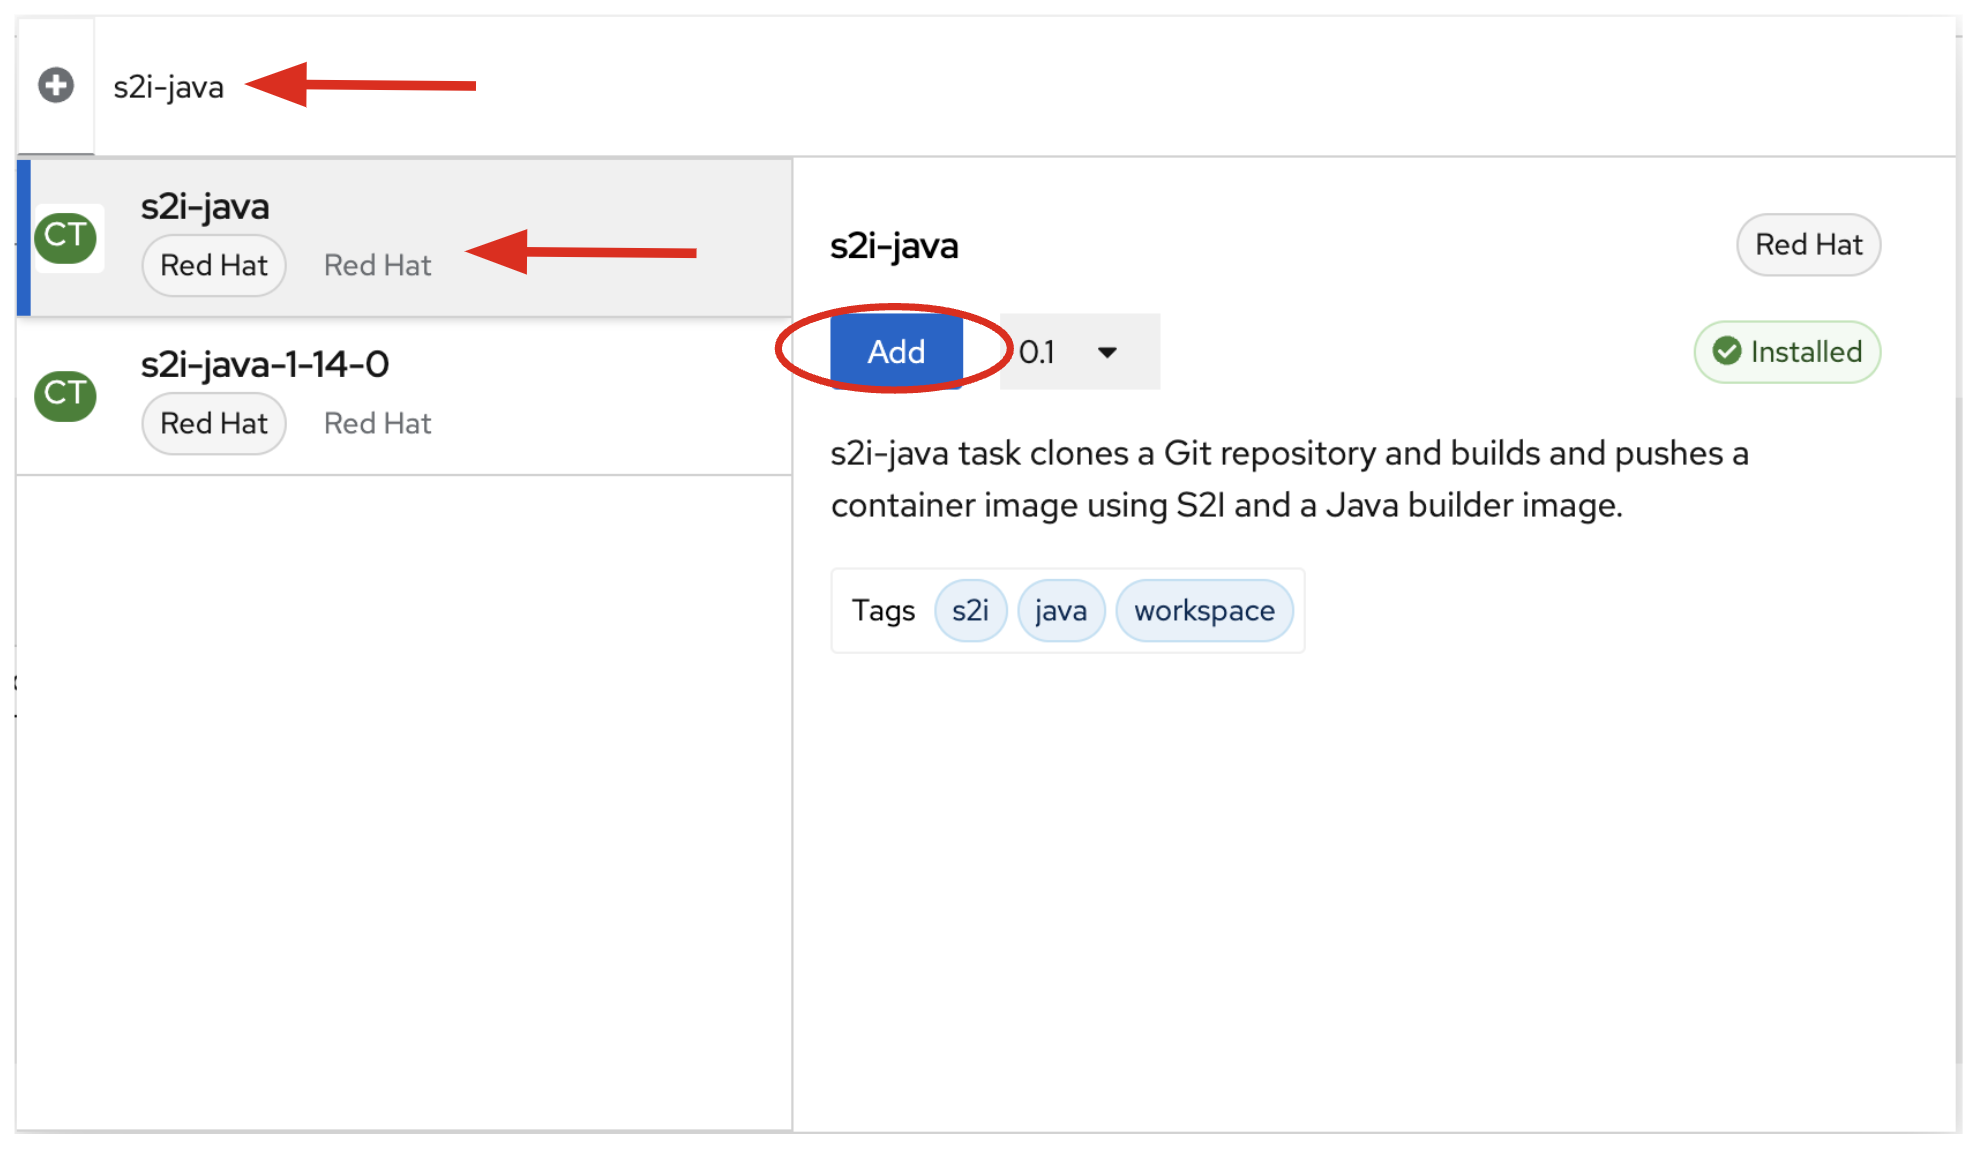 s2i-java
CT
s2i-java
Red Hat Red Hat
CT
s2i-java-1-14-0
Red Hat Red Hat
s2i-java Red Hat
Add 0.1 Installed
s2i-java task clones a Git repository and builds and pushes a
container image using S2I and a Java builder image.
Tags s2i java workspace